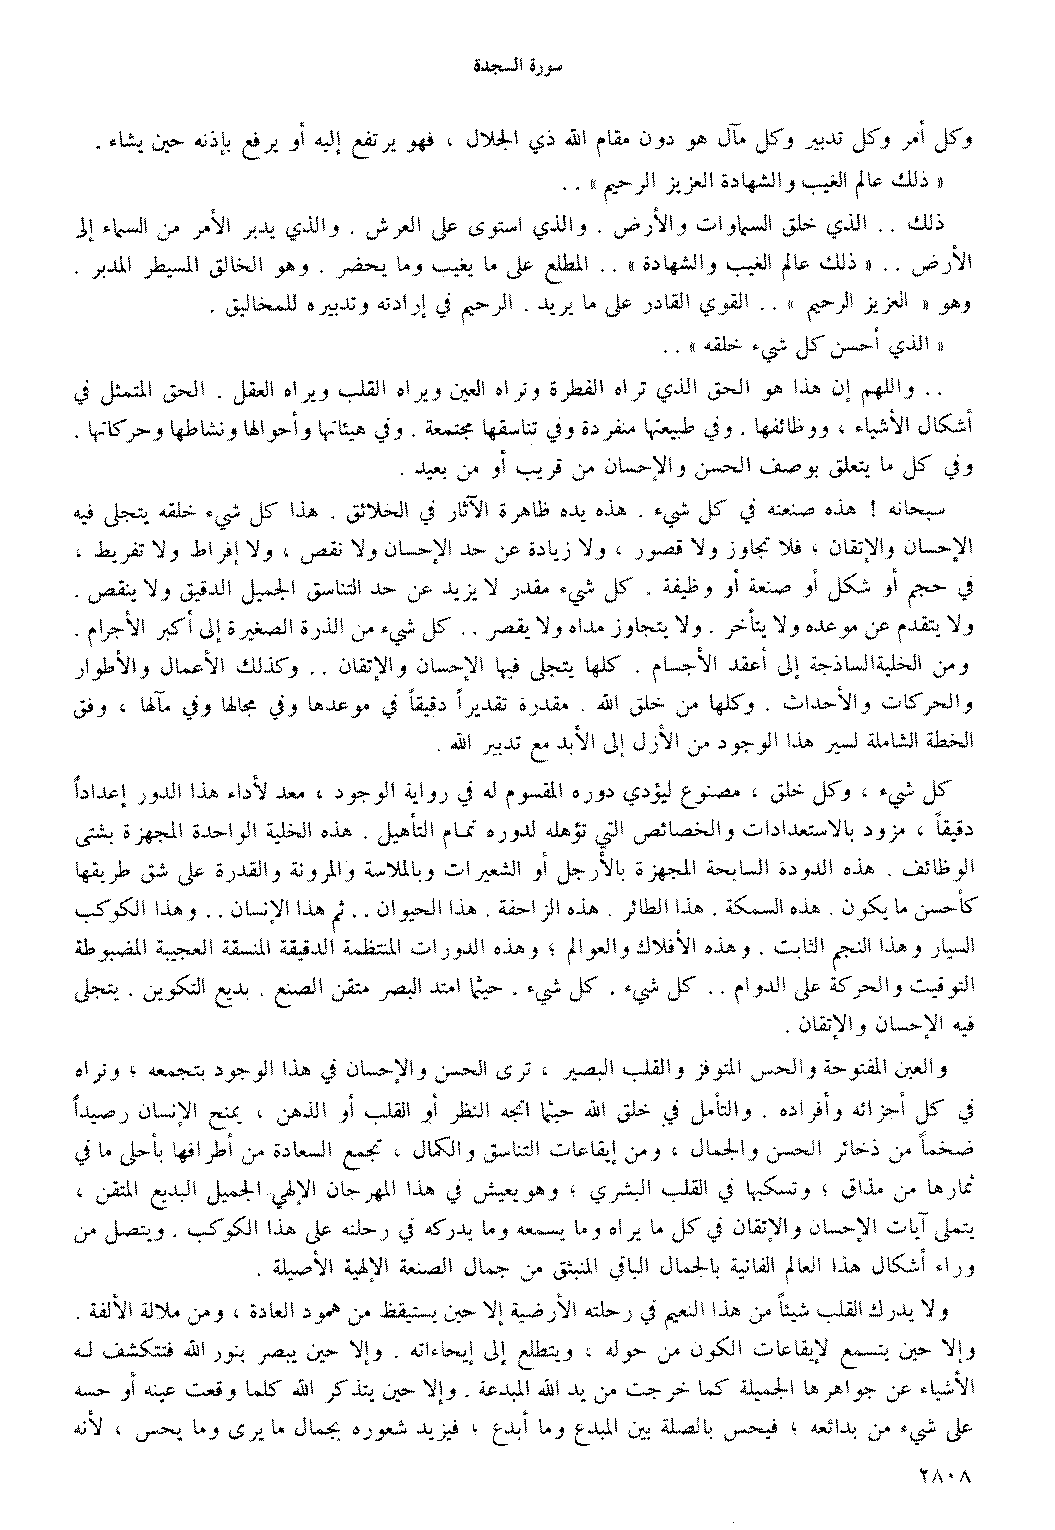 سورة السجدة
وكل أمر وكل تدبير وكل مآل هو دون مقام الله ذي الجلال ، فهو يرتفع إليه أو يرفع بإذنه حين يشاء .
« ذلك عالم الغيب والشهادة العزيز الرحيم » . .
ذلك . . الذي خلق السماوات والأرض . والذي استوى على العرش . والذي يدبر الأمر من السماء إلى
الأرض . . « ذلك عالم الغيب والشهادة » . . المطلع على ما يغيب وما يحضر . وهو الخالق المسيطر المدبر .
وهو « العزيز الرحيم » . . القوي القادر على ما يريد . الرحيم في إرادته وتدبيره للمخاليق .
« الذي أحسن كل شيء خلقه » . .
. . واللهم إن هذا هو الحق الذي تراه الفطرة وتراه العين ويراه القلب ويراه العقل . الحق المتمثل في
أشكال الأشياء ، ووظائفها . وفي طبيعتها منفردة وفي تناسقها مجتمعة . وفي هيئاتها وأحوالها ونشاطها وحركاتها .
وفي كل ما يتعلق بوصف الحسن والإحسان من قريب أو من بعيد .
سبحانه ! هذه صنعته في كل شيء . هذه يده ظاهرة الآثار في الخلائق . هذا كل شيء خلقه يتجلى فيه
الإحسان والإتقان ؛ فلا تجاوز ولا قصور ، ولا زيادة عن حد الإحسان ولا نقص ، ولا إفراط ولا تفريط ،
في حجم أو شكل أو صنعة أو وظيفة . كل شيء مقدر لا يزيد عن حد التناسق الجميل الدقيق ولا ينقص .
ولا يتقدم عن موعده ولا يتأخر . ولا يتجاوز مداه ولا يقصر . . كل شيء من الذرة الصغيرة إلى أكبر الأجرام .
ومن الخلية الساذجة إلى أعقد الأجسام . كلها يتجلى فيها الإحسان والإتقان . . وكذلك الأعمال والأطوار
والحركات والأحداث . وكلها من خلق الله . مقدرة تقديراً دقيقاً في موعدها وفي مجالها وفي مآلها ، وفق
الخطة الشاملة لسير هذا الوجود من الأزل إلى الأبد مع تدبير الله .
كل شيء ، وكل خلق ، مصنوع ليؤدي دوره المقسوم له في رواية الوجود ، معد لأداء هذا الدور إعداداً
دقيقاً ، مزود بالاستعدادات والخصائص التي تؤهله لدوره تمام التأهيل . هذه الخلية الواحدة المجهزة بشتى
الوظائف . هذه الدودة السابحة المجهزة بالأرجل أو الشعيرات وبالملاسة والمرونة والقدرة على شق طريقها
كأحسن ما يكون . هذه السمكة . هذا الطائر . هذه الزاحفة . هذا الحيوان . . ثم هذا الإنسان . . وهذا الكوكب
السيار وهذا النجم الثابت . وهذه الأفلاك والعوالم ؛ وهذه الدورات المنتظمة الدقيقة المنسقة العجيبة المضبوطة
التوقيت والحركة على الدوام . . كل شيء . كل شيء . حيثما امتد البصر متقن الصنع . بديع التكوين . يتجلى
فيه الإحسان والإتقان .
والعين المفتوحة والحس المتوفز والقلب البصير ، ترى الحسن والإحسان في هذا الوجود بتجمعه ؛ وتراه
في كل أجزائه وأفراده . والتأمل في خلق الله حيثما اتجه النظر أو القلب أو الذهن ، يمنح الإنسان رصيداً
ضخماً من ذخائر الحسن والجمال ، ومن إيقاعات التناسق والكمال ، تجمع السعادة من أطرافها بأحلى ما في
ثمارها من مذاق ؛ وتسكبها في القلب البشري ؛ وهو يعيش في هذا المهرجان الإلهي الجميل البديع المتقن ،
يتملى آيات الإحسان والإتقان في كل ما يراه وما يسمعه وما يدركه في رحلته على هذا الكوكب . ويتصل من
وراء أشكال هذا العالم الفانية بالجمال الباقي المنبثق من جمال الصنعة الإلهية الأصيلة .
ولا يدرك القلب شيئاً من هذا النعيم في رحلته الأرضية إلا حين يستيقظ من همود العادة ، ومن ملالة الألفة .
وإلا حين يتسمع لإيقاعات الكون من حوله ، ويتطلع إلى إيحاءاته . وإلا حين يبصر بنور الله فتتكشف له
الأشياء عن جواهرها الجميلة كما خرجت من يد الله المبدعة . وإلا حين يتذكر الله كلما وقعت عينه أو حسه
على شيء من بدائعه ؛ فيحس بالصلة بين المبدع وما أبدع ؛ فيزيد شعوره بجمال ما يرى وما يحس ، لأنه
٢٨٠٨